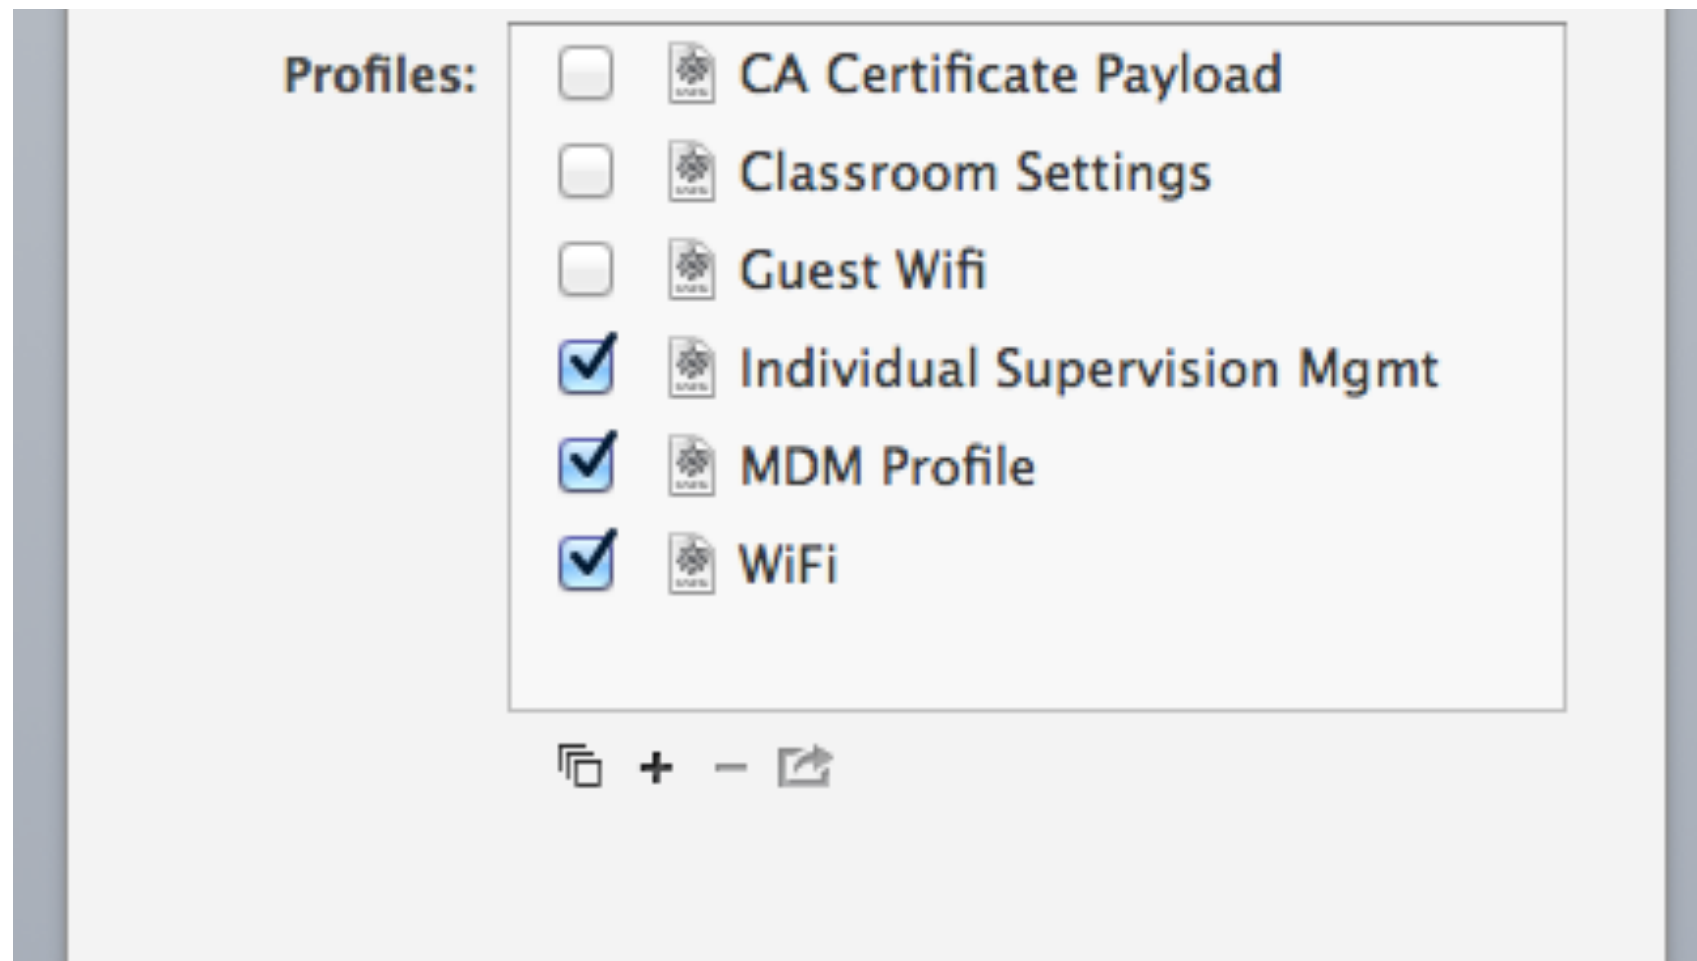 Profiles:
CA Certificate Payload
Classroom Settings
Guest Wifi
Individual Supervision Mgmt
MDM Profile
WiFi